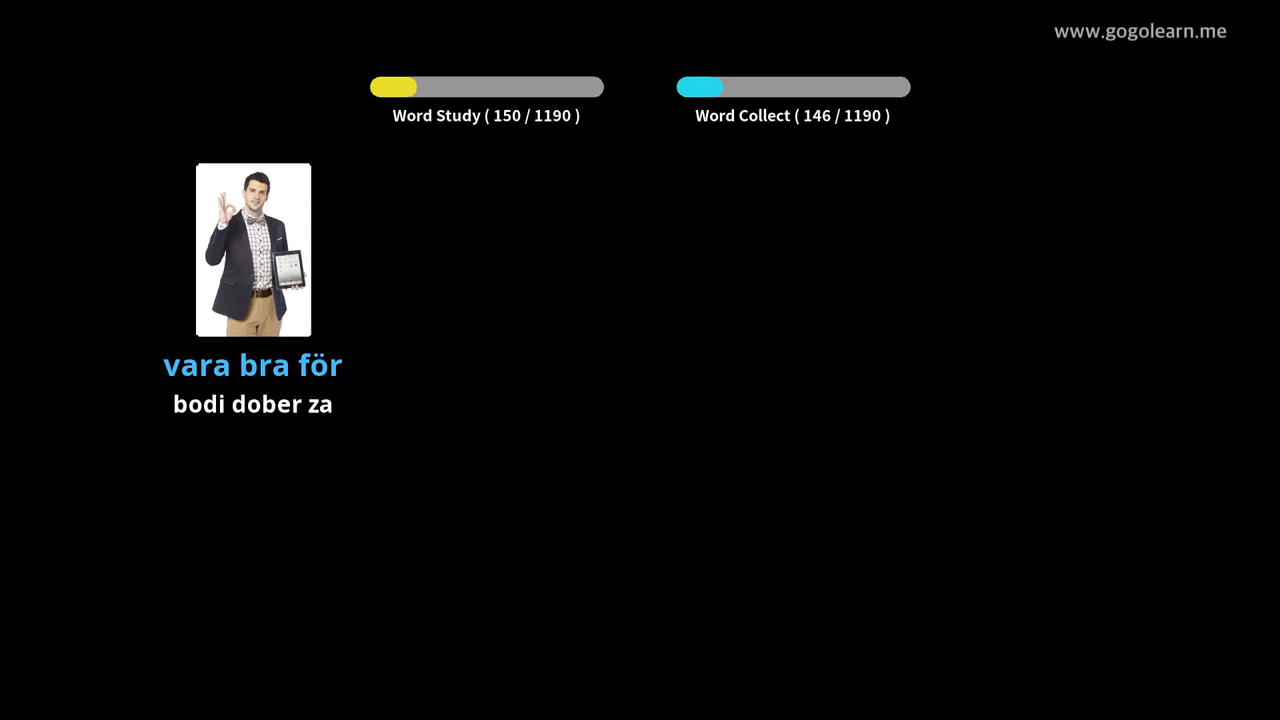 www.gogolearn.me
Word Study ( 150 / 1190 )
Word Collect ( 146 / 1190 )
vara bra för
bodi dober za